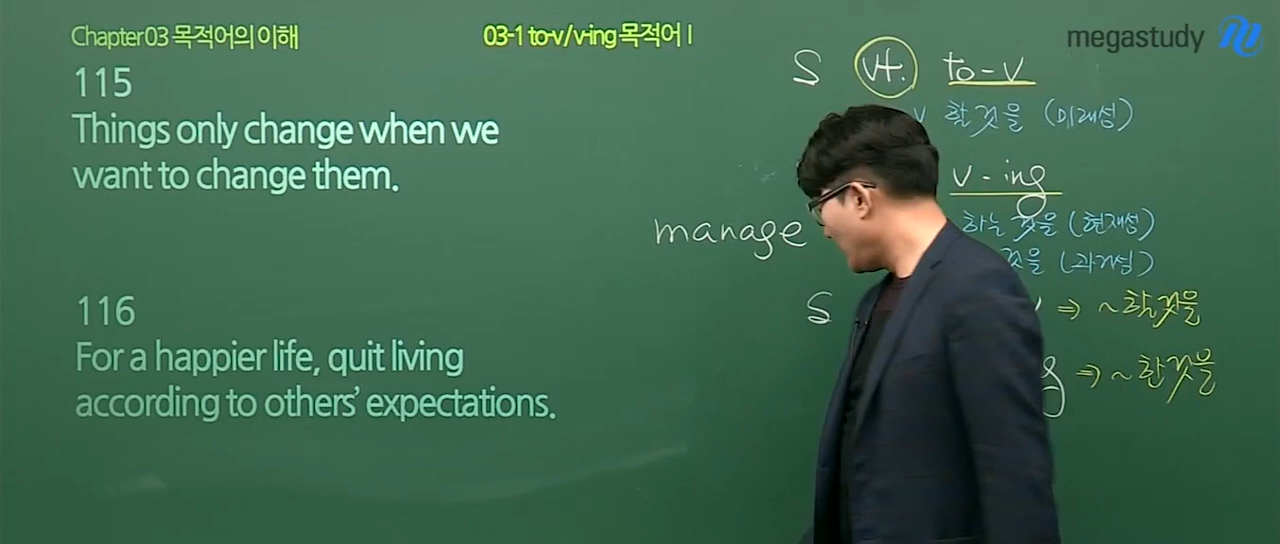 Chapter 03 목적어의 이해
03-1 to-v/v-ing 목적어 I
megastudy
115
Things only change when we
want to change them.
116
For a happier life, quit living
according to others’ expectations.
S vt. to-v
v 할 것을 (미래성)
v-ing
하는 것을 (현재성)
것을 (과거성)
manage
S
⇒ ~할 것을
g ⇒ ~한 것을